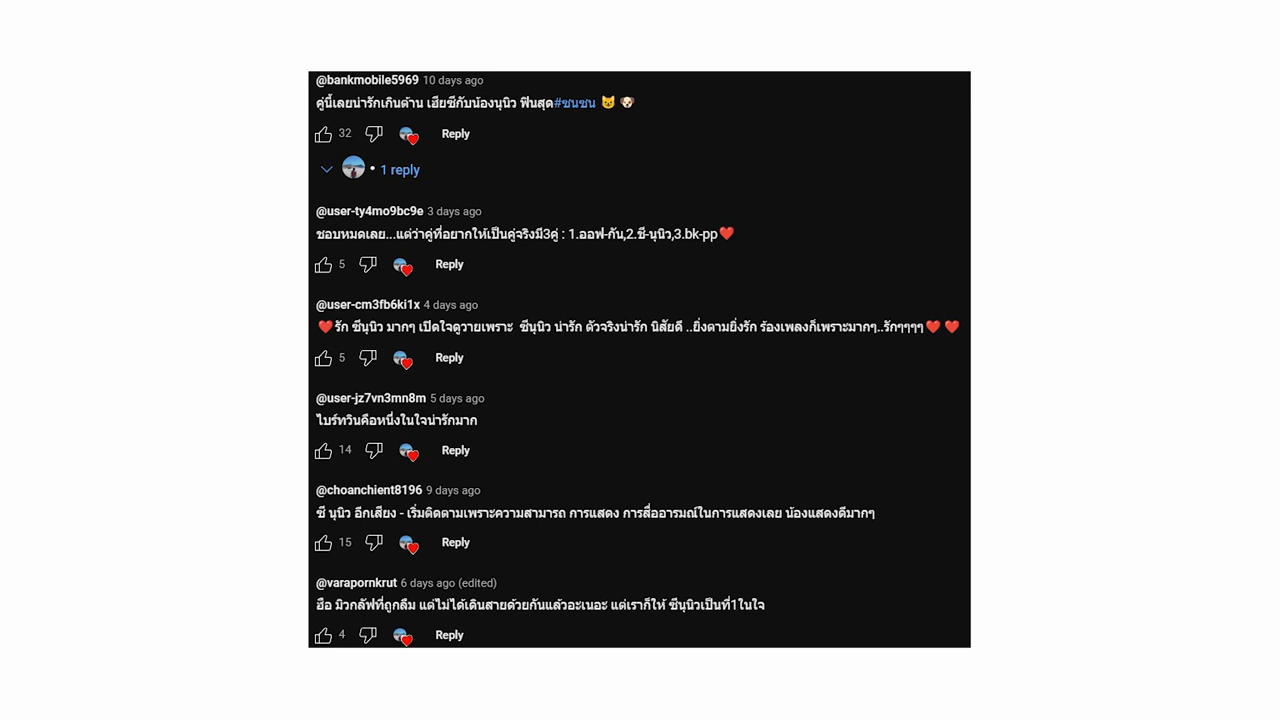 @bankmobile5969 10 days ago
คู่นี้เลยน่ารักเกินต้าน เฮียซีกับน้องนุนิว ฟินสุด#ซนซน 😼 🐶
32 Reply
• 1 reply
@user-ty4mo9bc9e 3 days ago
ชอบหมดเลย...แต่ว่าคู่ที่อยากให้เป็นคู่จริงมี3คู่ : 1.ออฟ-กัน,2.ซี-นุนิว,3.bk-pp❤️
5 Reply
@user-cm3fb6ki1x 4 days ago
❤️รัก ซีนุนิว มากๆ เปิดใจดูวายเพราะ ซีนุนิว น่ารัก ตัวจริงน่ารัก นิสัยดี ..ยิ่งตามยิ่งรัก ร้องเพลงก็เพราะมากๆ..รักๆๆๆๆ❤️ ❤️
5 Reply
@user-jz7vn3mn8m 5 days ago
ไบร์ทวินคือหนึ่งในใจน่ารักมาก
14 Reply
@choanchient8196 9 days ago
ซี นุนิว อีกเสียง - เริ่มติดตามเพราะความสามารถ การแสดง การสื่ออารมณ์ในการแสดงเลย น้องแสดงดีมากๆ
15 Reply
@varapornkrut 6 days ago (edited)
ฮือ มิวกลัฟที่ถูกลืม แต่ไม่ได้เดินสายด้วยกันแล้วอะเนอะ แต่เราก็ให้ ซีนุนิวเป็นที่1ในใจ
4 Reply